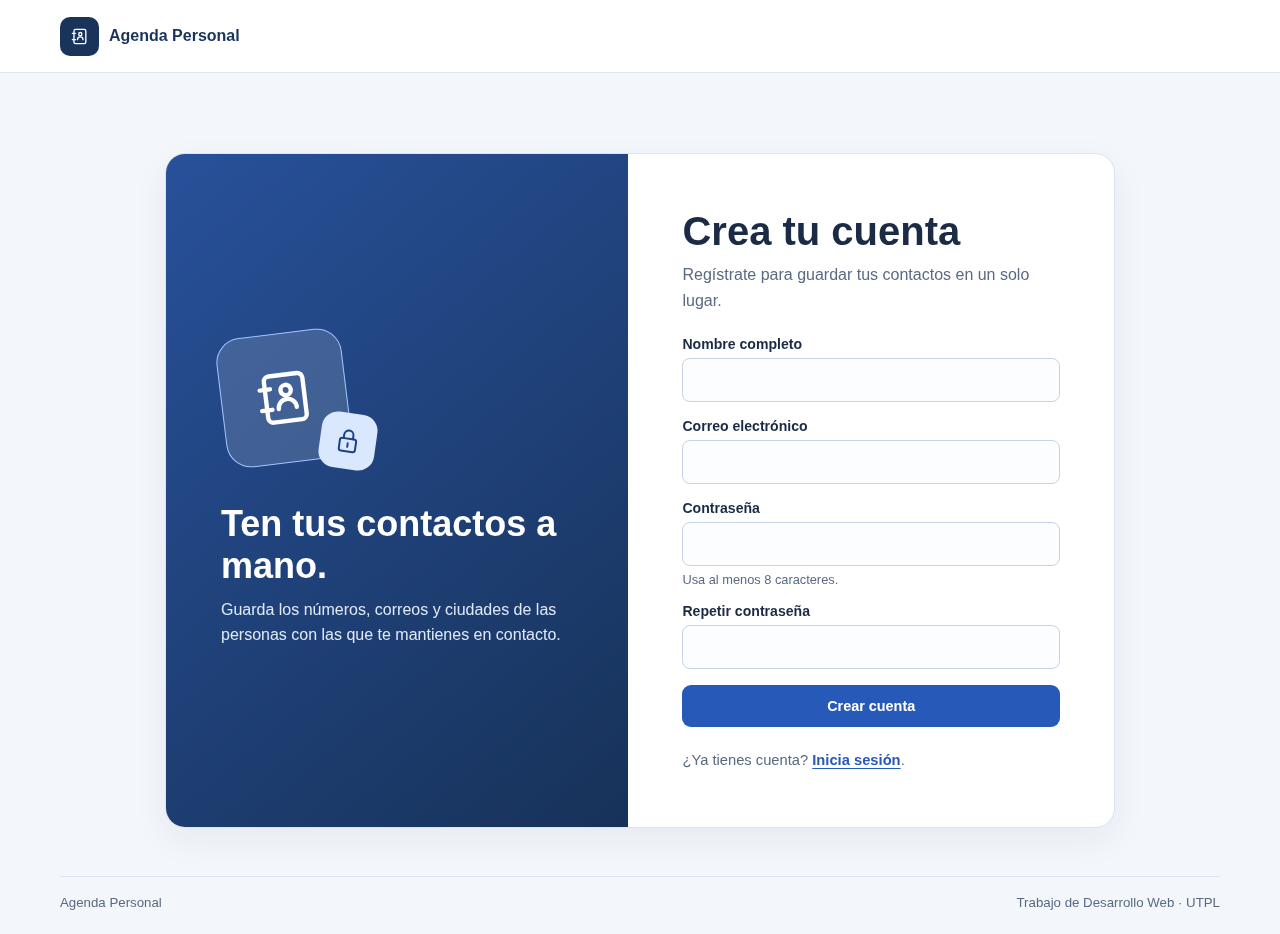 Agenda Personal
Ten tus contactos a
mano.
Guarda los números, correos y ciudades de las
personas con las que te mantienes en contacto.
Crea tu cuenta
Regístrate para guardar tus contactos en un solo
lugar.
Nombre completo
Correo electrónico
Contraseña
Usa al menos 8 caracteres.
Repetir contraseña
Crear cuenta
¿Ya tienes cuenta? Inicia sesión.
Agenda Personal
Trabajo de Desarrollo Web · UTPL